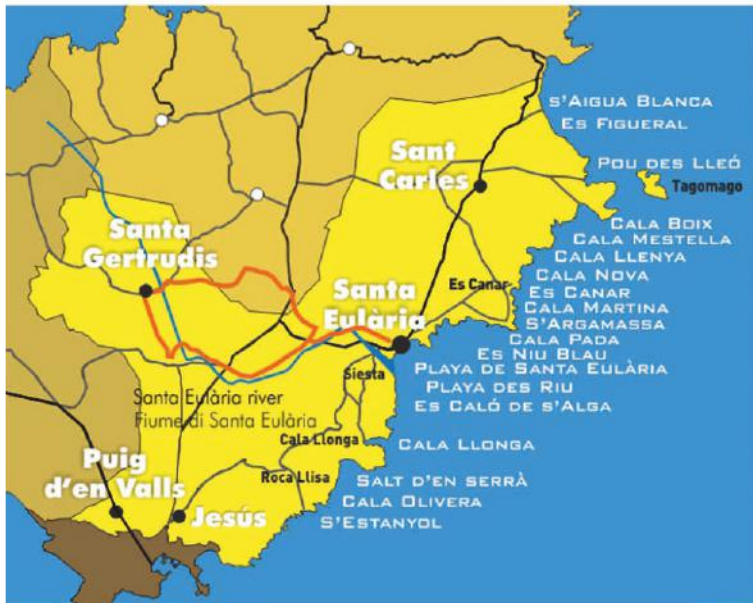 S'AIGUA BLANCA
ES FIGUERAL
Sant
Carles
POU DES LLEÓ
Tagomago
Santa
Gertrudis
CALA BOIX
CALA MESTELLA
CALA LLENYA
CALA NOVA
Santa
Eulària
Es Canar
ES CANAR
CALA MARTINA
S'ARGAMASSA
CALA PADA
ES NIU BLAU
PLAYA DE SANTA EULÀRIA
Siesta
PLAYA DES RIU
Santa Eulària river
Fiume di Santa Eulària
ES CALÓ DE S'ALGA
Cala Llonga
CALA LLONGA
Puig
d'en Valls
Roca Llisa
SALT D'EN SERRÀ
CALA OLIVERA
Jesús
S'ESTANYOL